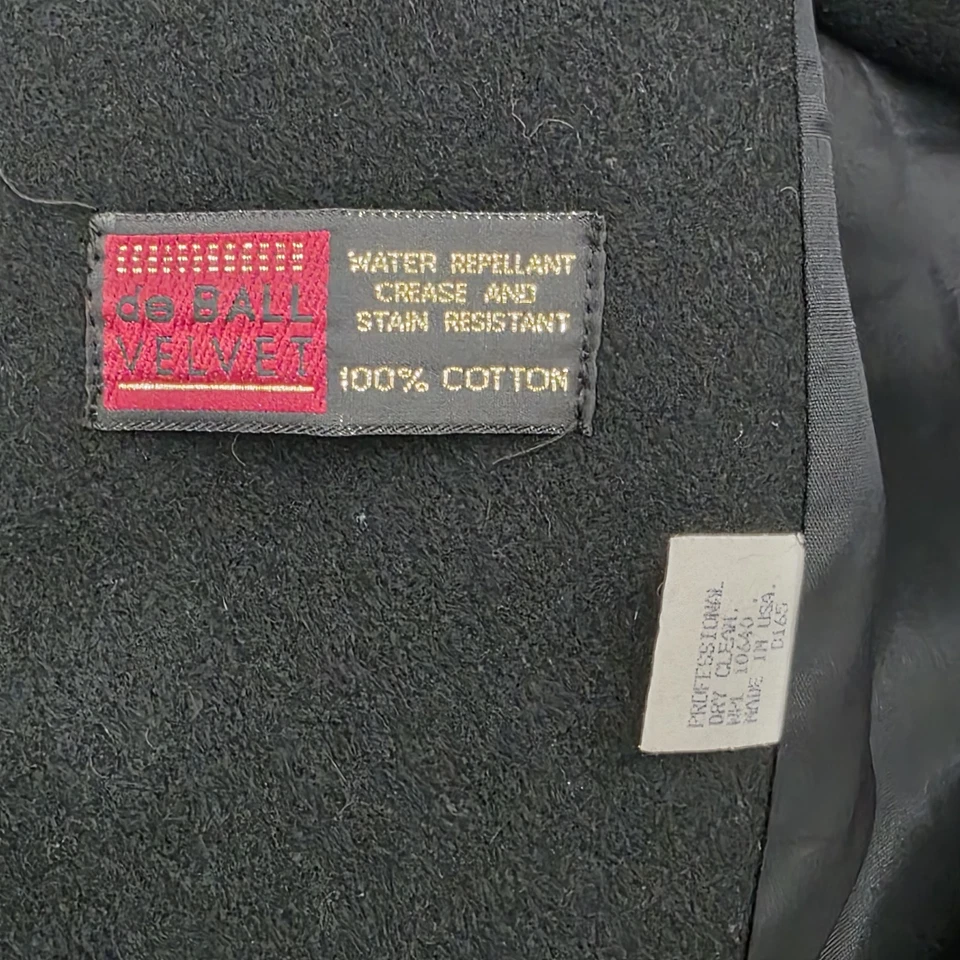 de BALL
VELVET
WATER REPELLANT
CREASE AND
STAIN RESISTANT
100% COTTON
PROFESSIONAL
DRY CLEAN.
WPL 10640
MADE IN USA.
D165